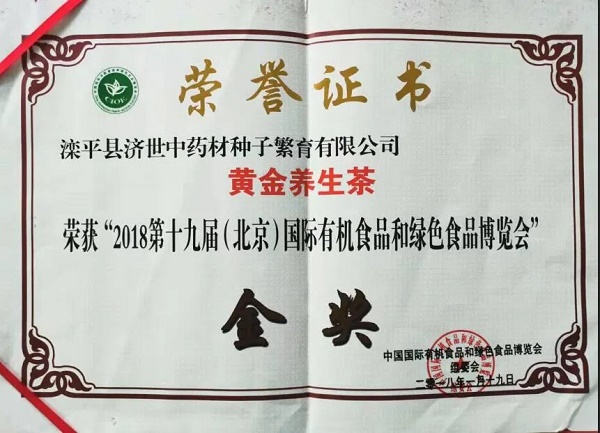 CIOE
荣誉证书
滦平县济世中药材种子繁育有限公司
黄金养生茶
荣获“2018第十九届（北京）国际有机食品和绿色食品博览会”
金奖
中国国际有机食品和绿色食品博览会
组委会
二〇一八年一月十九日